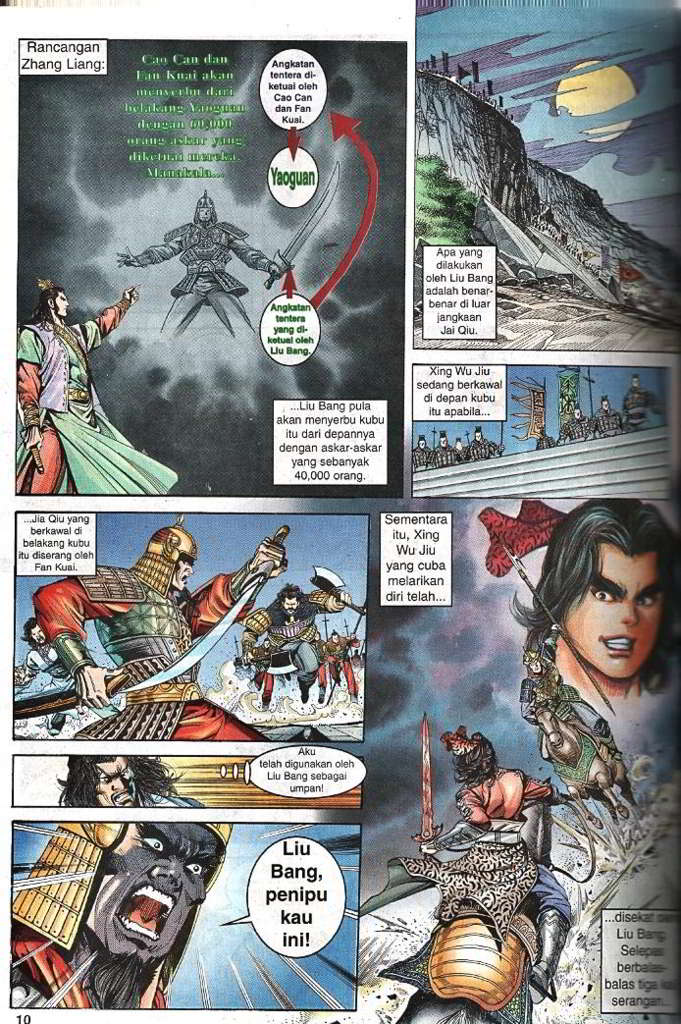 Rancangan
Zhang Liang:
Cao Can dan
Fan Kuai akan
menyerbu dari
belakang Yaoguan
dengan 60,000
orang askar yang
diketuai mereka.
Manakala...
Angkatan
tentera di-
ketuai oleh
Cao Can
dan Fan
Kuai.
Yaoguan
Angkatan
tentera
yang di-
ketuai oleh
Liu Bang.
...Liu Bang pula
akan menyerbu kubu
itu dari depannya
dengan askar-askar
yang sebanyak
40,000 orang.
Apa yang
dilakukan
oleh Liu Bang
adalah benar-
benar di luar
jangkaan
Jai Qiu.
Xing Wu Jiu
sedang berkawal
di depan kubu
itu apabila...
...Jia Qiu yang
berkawal di
belakang kubu
itu diserang oleh
Fan Kuai.
Sementara
itu, Xing
Wu Jiu
yang cuba
melarikan
diri telah...
Aku
telah digunakan oleh
Liu Bang sebagai
umpan!
Liu
Bang,
penipu
kau
ini!
...disekat
Liu Bang.
Selepas
berbalas-
balas tiga
serangan...
10